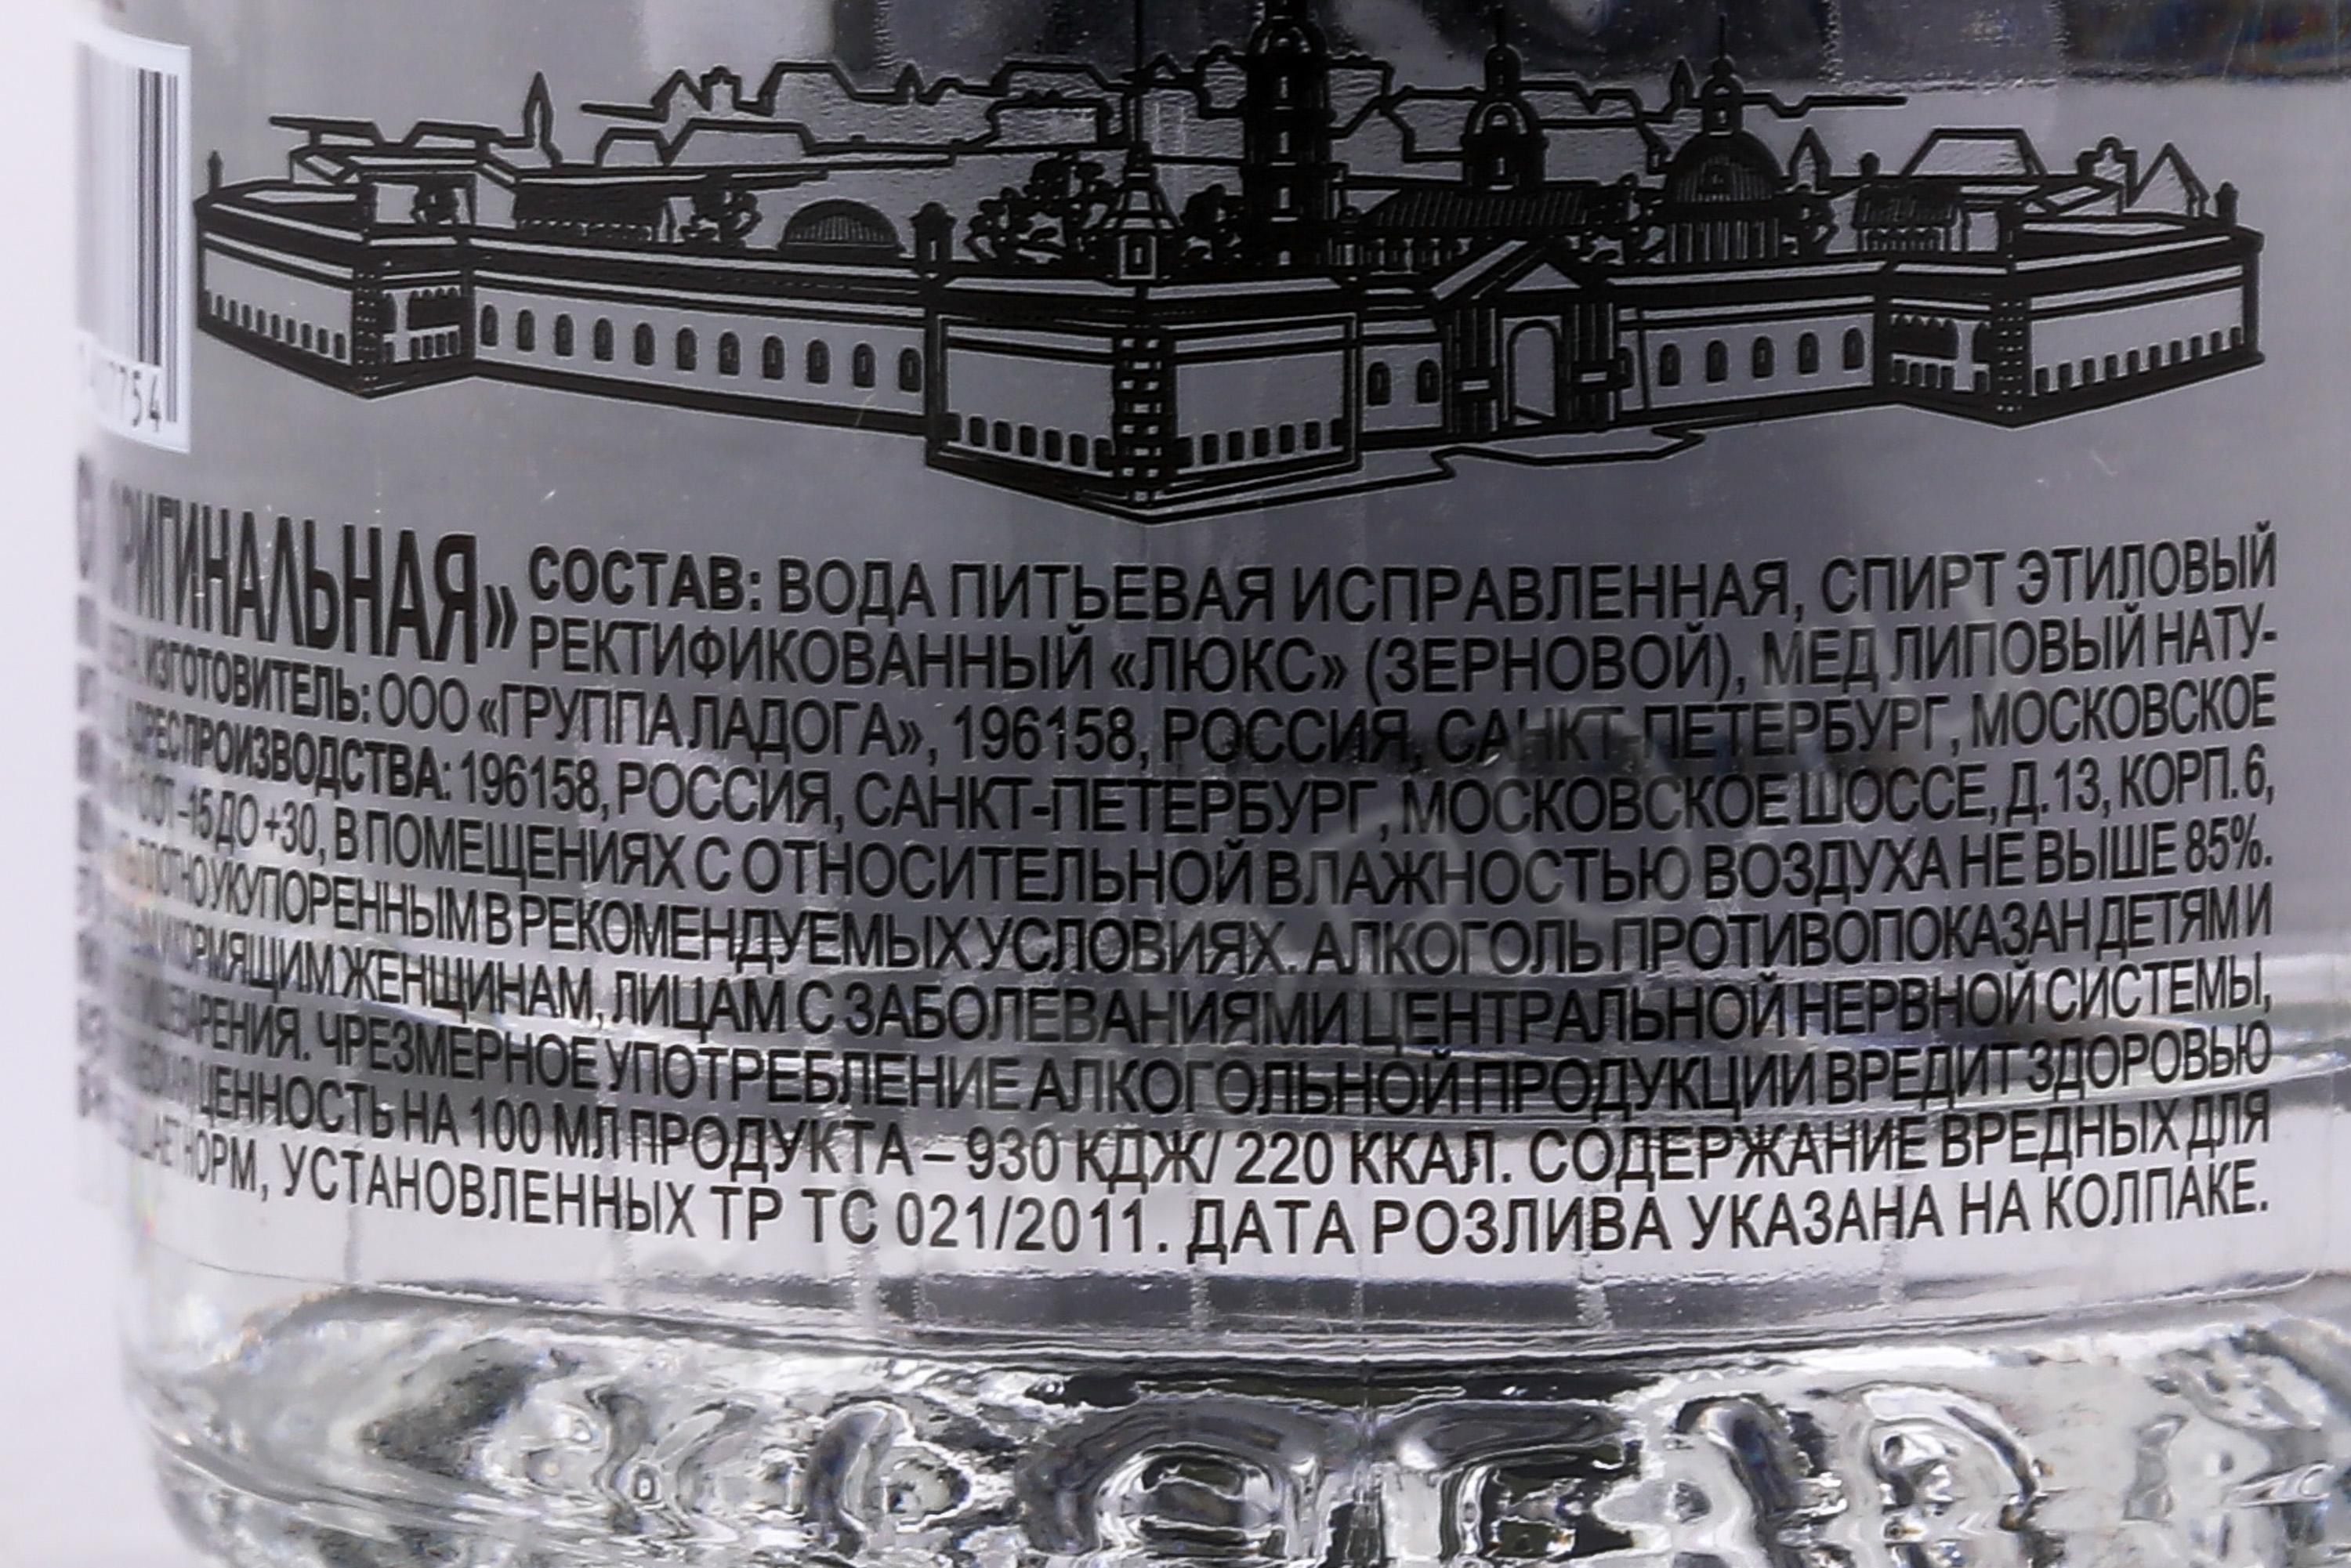 7754
ОРИГИНАЛЬНАЯ»
СОСТАВ: ВОДА ПИТЬЕВАЯ ИСПРАВЛЕННАЯ, СПИРТ ЭТИЛОВЫЙ
РЕКТИФИКОВАННЫЙ «ЛЮКС» (ЗЕРНОВОЙ), МЕД ЛИПОВЫЙ НАТУ-
ИЗГОТОВИТЕЛЬ: ООО «ГРУППА ЛАДОГА», 196158, РОССИЯ, САНКТ-ПЕТЕРБУРГ, МОСКОВСКОЕ
АДРЕС ПРОИЗВОДСТВА: 196158, РОССИЯ, САНКТ-ПЕТЕРБУРГ, МОСКОВСКОЕ ШОССЕ, Д. 13, КОРП. 6,
ОТ -15 ДО +30, В ПОМЕЩЕНИЯХ С ОТНОСИТЕЛЬНОЙ ВЛАЖНОСТЬЮ ВОЗДУХА НЕ ВЫШЕ 85%.
ПЛОТНО УКУПОРЕННЫМ В РЕКОМЕНДУЕМЫХ УСЛОВИЯХ. АЛКОГОЛЬ ПРОТИВОПОКАЗАН ДЕТЯМ И
КОРМЯЩИМ ЖЕНЩИНАМ, ЛИЦАМ С ЗАБОЛЕВАНИЯМИ ЦЕНТРАЛЬНОЙ НЕРВНОЙ СИСТЕМЫ,
ЧРЕЗМЕРНОЕ УПОТРЕБЛЕНИЕ АЛКОГОЛЬНОЙ ПРОДУКЦИИ ВРЕДИТ ЗДОРОВЬЮ
ЦЕННОСТЬ НА 100 МЛ ПРОДУКТА – 930 КДЖ/ 220 ККАЛ. СОДЕРЖАНИЕ ВРЕДНЫХ ДЛЯ
НОРМ, УСТАНОВЛЕННЫХ ТР ТС 021/2011. ДАТА РОЗЛИВА УКАЗАНА НА КОЛПАКЕ.